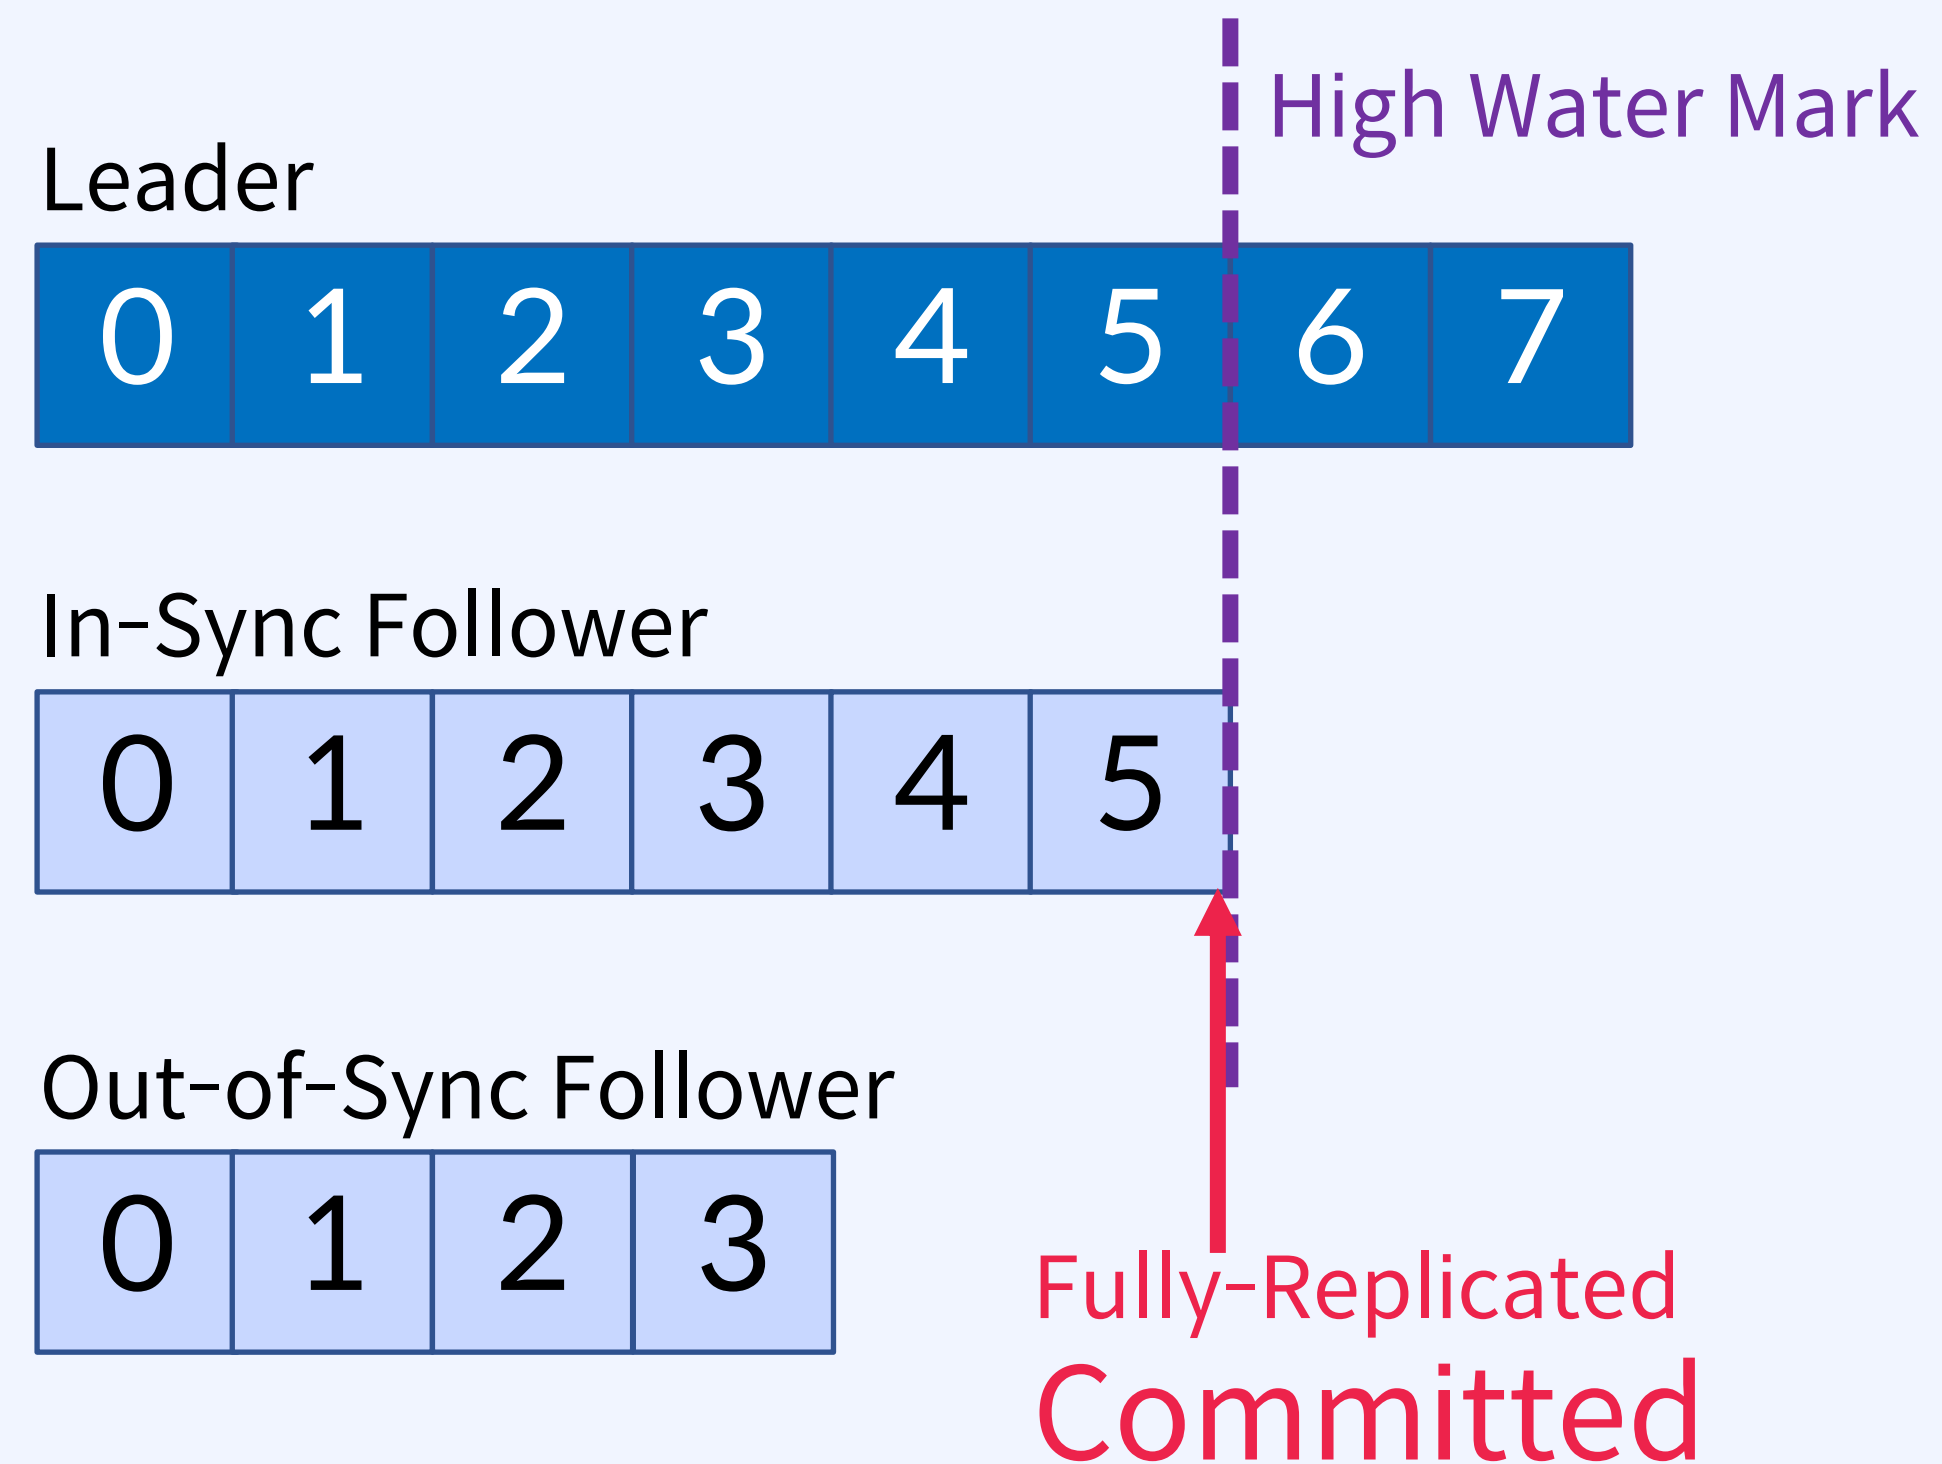 High Water Mark
Leader
0 1 2 3 4 5 6 7
In-Sync Follower
0 1 2 3 4 5
Out-of-Sync Follower
0 1 2 3
Fully-Replicated
Committed